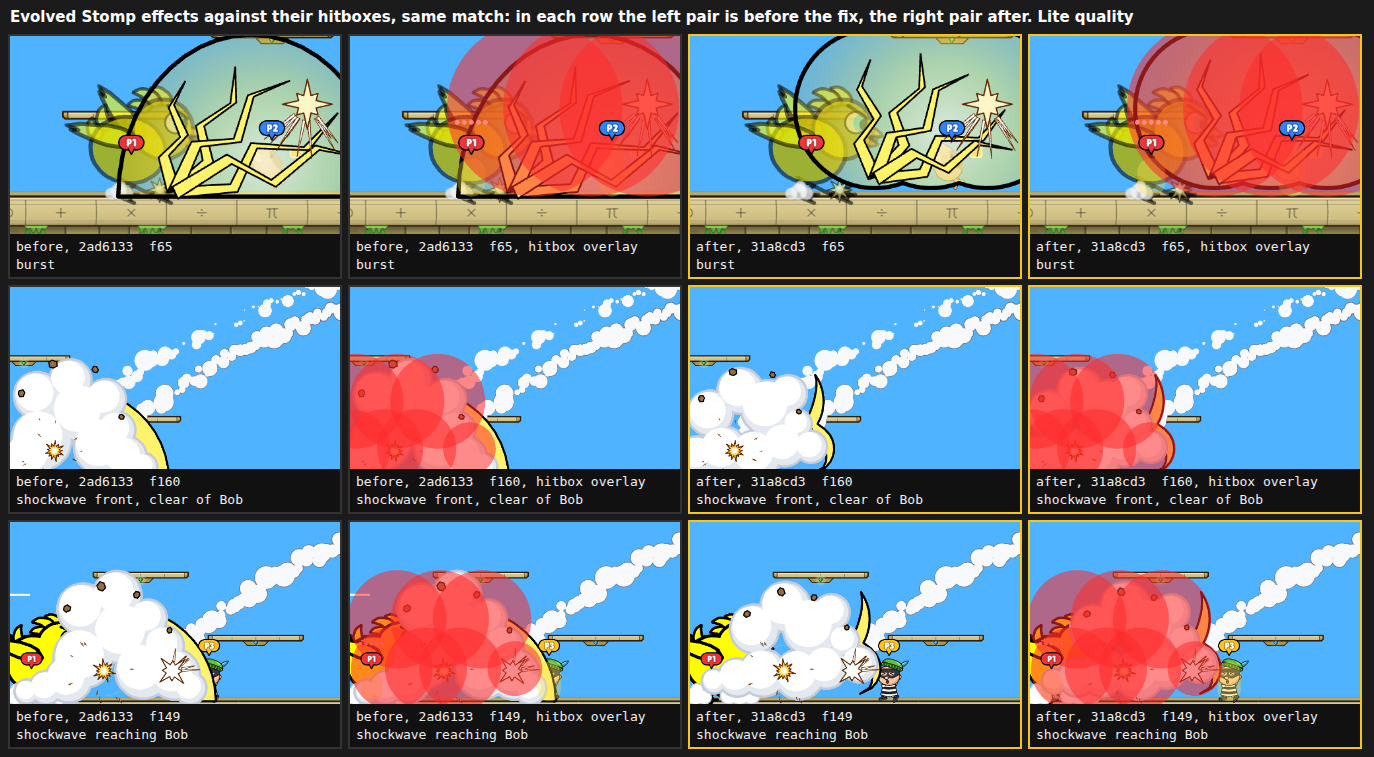 Evolved Stomp effects against their hitboxes, same match: in each row the left pair is before the fix, the right pair after. Lite quality
P1
P2
P1
P2
P1
P2
P1
P2
+ × ÷ π
+ × ÷ π
+ × ÷ π
+ × ÷ π
before, 2ad6133 f65
burst
before, 2ad6133 f65, hitbox overlay
burst
after, 31a8cd3 f65
burst
after, 31a8cd3 f65, hitbox overlay
burst
before, 2ad6133 f160
shockwave front, clear of Bob
before, 2ad6133 f160, hitbox overlay
shockwave front, clear of Bob
after, 31a8cd3 f160
shockwave front, clear of Bob
after, 31a8cd3 f160, hitbox overlay
shockwave front, clear of Bob
P1
P3
P1
P3
P1
P3
P1
P3
before, 2ad6133 f149
shockwave reaching Bob
before, 2ad6133 f149, hitbox overlay
shockwave reaching Bob
after, 31a8cd3 f149
shockwave reaching Bob
after, 31a8cd3 f149, hitbox overlay
shockwave reaching Bob